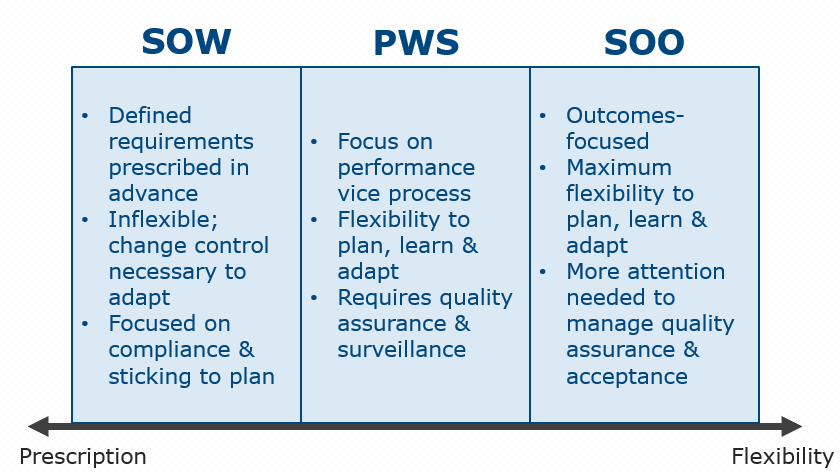 SOW
PWS
SOO
• Defined
requirements
prescribed in
advance
• Inflexible;
change control
necessary to
adapt
• Focused on
compliance &
sticking to plan
• Focus on
performance
vice process
• Flexibility to
plan, learn &
adapt
• Requires quality
assurance &
surveillance
• Outcomes-
focused
• Maximum
flexibility to
plan, learn &
adapt
• More attention
needed to
manage quality
assurance &
acceptance
Prescription
Flexibility